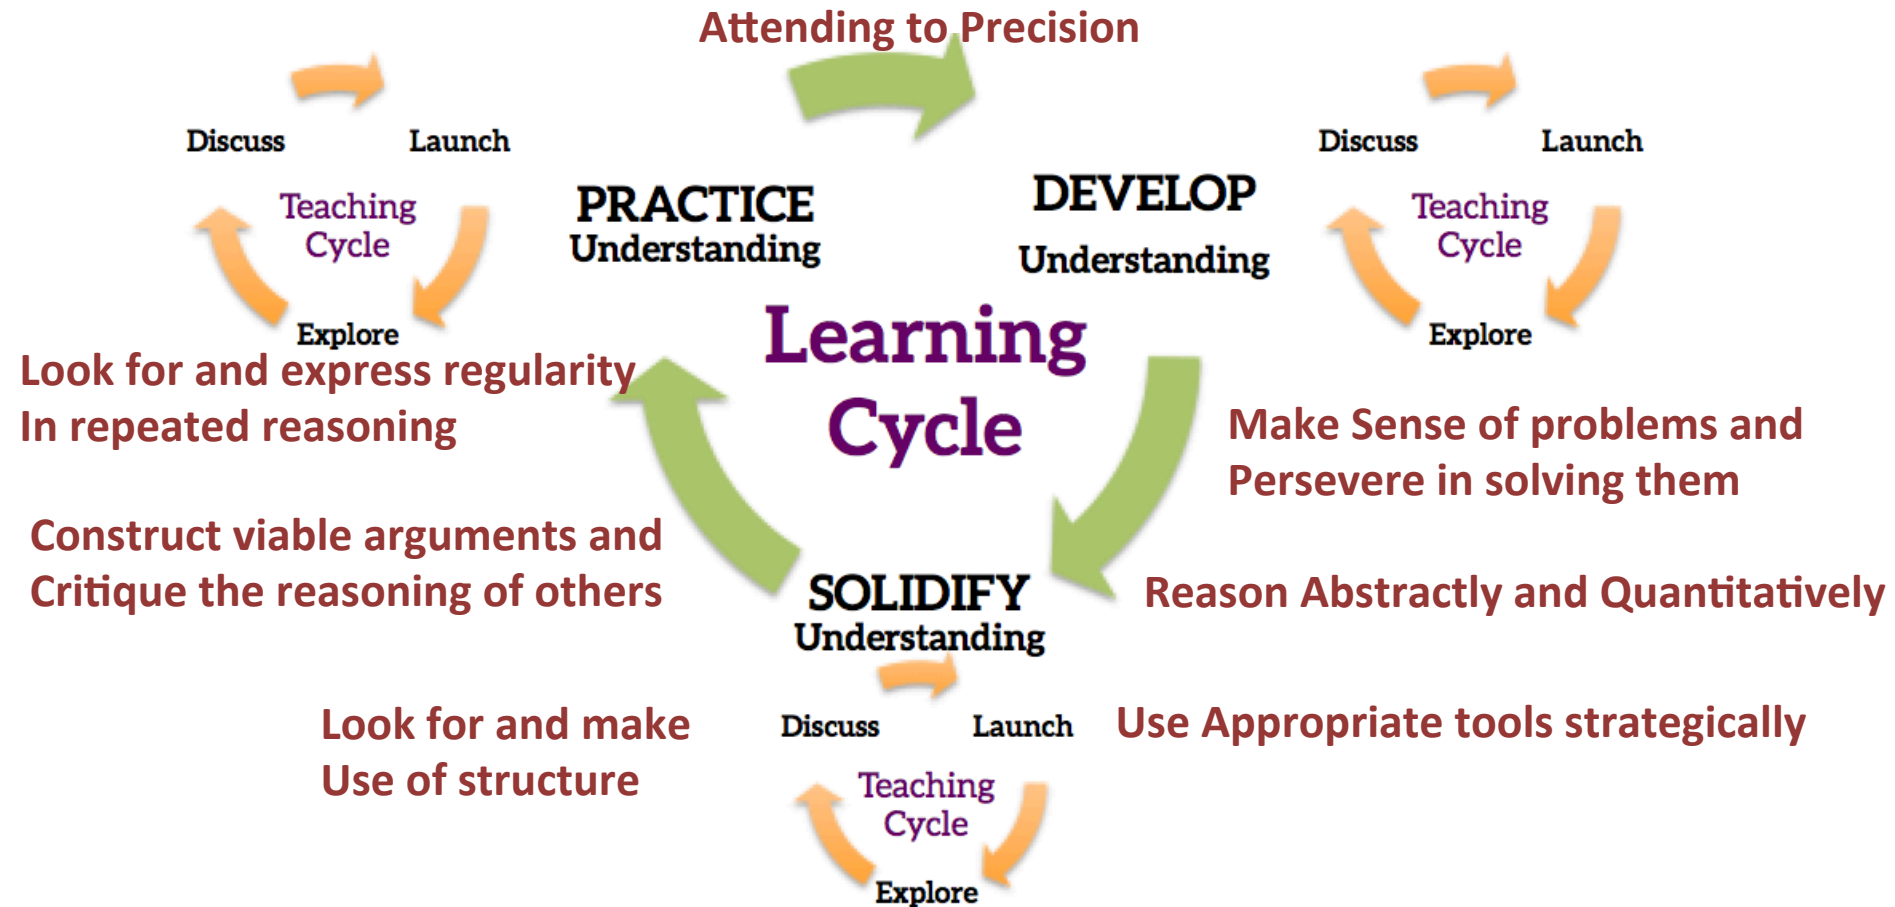 Attending to Precision
Discuss
Launch
Teaching
Cycle
Explore
PRACTICE
Understanding
DEVELOP
Understanding
Discuss
Launch
Teaching
Cycle
Explore
Learning
Cycle
Look for and express regularity
In repeated reasoning
Make Sense of problems and
Persevere in solving them
Construct viable arguments and
Critique the reasoning of others
SOLIDIFY
Understanding
Reason Abstractly and Quantitatively
Look for and make
Use of structure
Discuss
Launch
Teaching
Cycle
Explore
Use Appropriate tools strategically